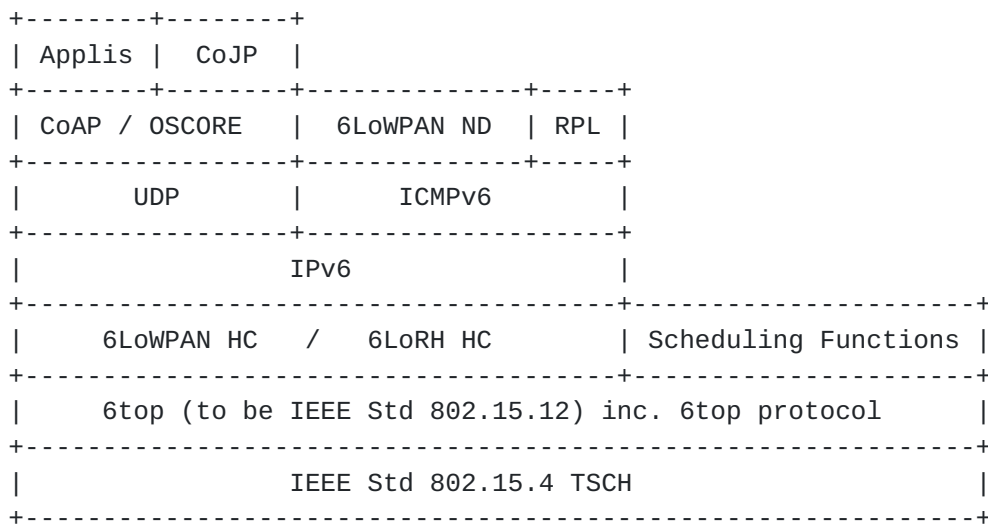 +--------+--------+
| Applis | CoJP |
+--------+--------+--------------+-----+
| CoAP / OSCORE | 6LoWPAN ND | RPL |
+-----------------+--------------+-----+
| UDP | ICMPv6 |
+-----------------+--------------------+
| IPv6 |
+--------------------------------------+----------------------+
| 6LoWPAN HC / 6LoRH HC | Scheduling Functions |
+--------------------------------------+----------------------+
| 6top (to be IEEE Std 802.15.12) inc. 6top protocol |
+-------------------------------------------------------------+
| IEEE Std 802.15.4 TSCH |
+-------------------------------------------------------------+